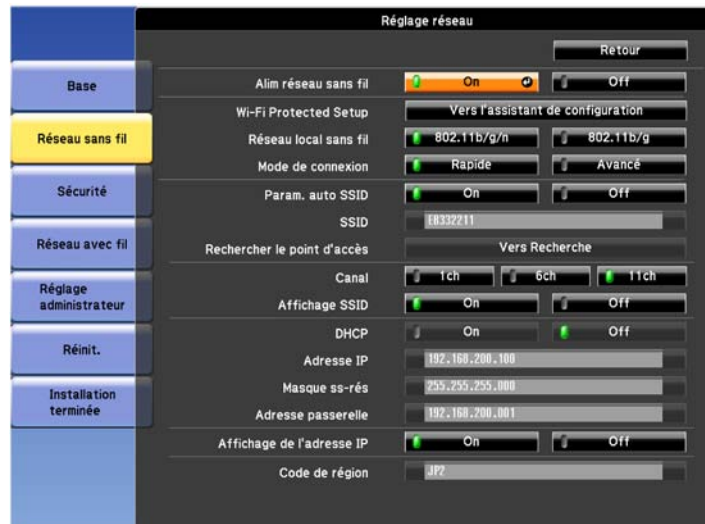 Réglage réseau
Retour
Base
Alim réseau sans fil On Off
Wi-Fi Protected Setup Vers l'assistant de configuration
Réseau sans fil
Réseau local sans fil 802.11b/g/n 802.11b/g
Mode de connexion Rapide Avancé
Sécurité
Param. auto SSID On Off
SSID EB332211
Réseau avec fil
Rechercher le point d'accès Vers Recherche
Canal 1ch 6ch 11ch
Réglage
administrateur
Affichage SSID On Off
DHCP On Off
Réinit.
Adresse IP 192.168.200.100
Masque ss-rés 255.255.255.000
Installation
terminée
Adresse passerelle 192.168.200.001
Affichage de l'adresse IP On Off
Code de région JP2